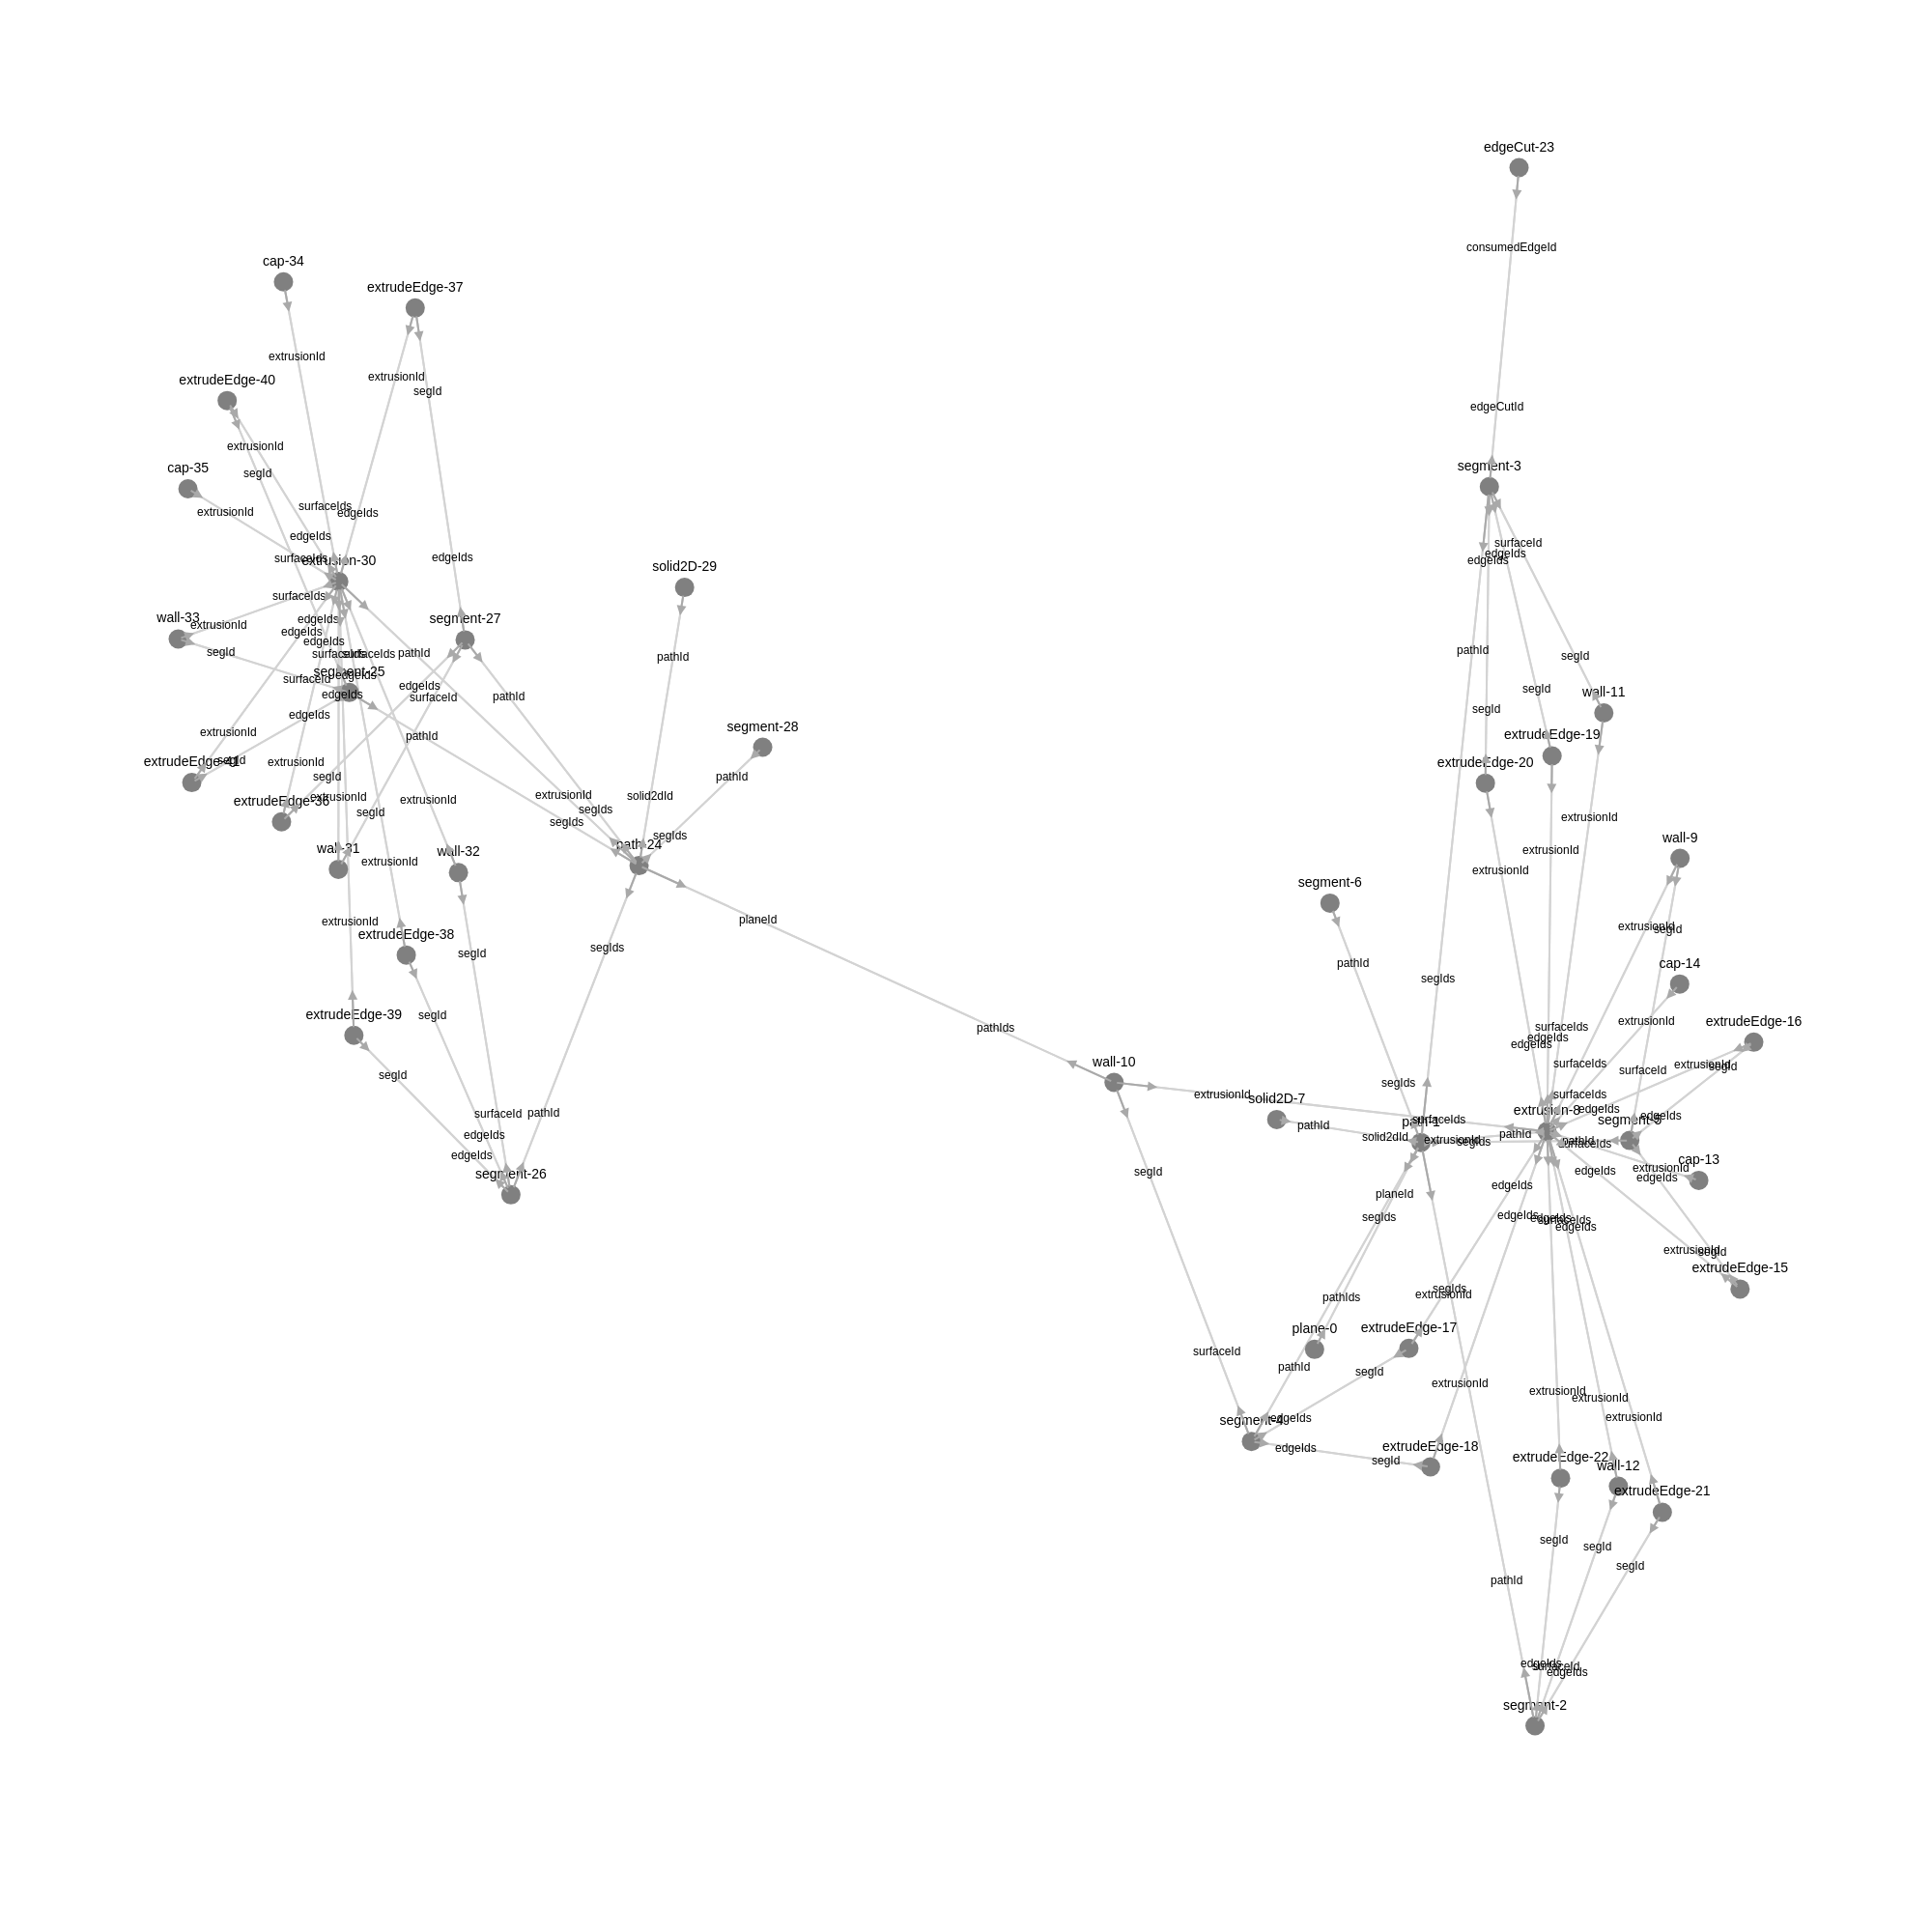 edgeCut-23
consumedEdgeId
cap-34
extrudeEdge-37
extrusionId
extrusionId
segId
extrudeEdge-40
edgeCutId
extrusionId
segId
cap-35
segment-3
extrusionId
surfaceIds
edgeIds
edgeIds
surfaceIds
extrusion-30
edgeIds
surfaceId
edgeIds
edgeIds
solid2D-29
surfaceIds
wall-33
extrusionId
edgeIds
segment-27
edgeIds
edgeIds
segId
surfaceIds
surfaceIds
pathId
pathId
pathId
segId
segment-25
surfaceId
edgeIds
edgeIds
edgeIds
surfaceId
pathId
segId
wall-11
edgeIds
segId
extrusionId
pathId
segment-28
extrudeEdge-19
extrudeEdge-41
segId
extrusionId
segId
pathId
extrudeEdge-20
extrudeEdge-36
extrusionId
extrusionId
extrusionId
solid2dId
segId
segIds
segIds
segIds
extrusionId
wall-31
wall-32
path-24
wall-9
extrusionId
extrusionId
extrusionId
segment-6
extrusionId
planeId
extrudeEdge-38
segId
segIds
extrusionId
segId
pathId
cap-14
segIds
extrudeEdge-39
segId
pathIds
extrusionId
extrudeEdge-16
surfaceIds
edgeIds
edgeIds
wall-10
surfaceIds
extrusionId
segId
segId
surfaceId
segIds
extrusionId
solid2D-7
surfaceIds
edgeIds
surfaceId
pathId
extrusion-8
edgeIds
path-1
surfaceIds
segment-5
pathId
edgeIds
solid2dId
extrusionId
segIds
pathId
pathId
surfaceIds
edgeIds
segment-26
segId
cap-13
edgeIds
extrusionId
edgeIds
planeId
edgeIds
segIds
edgeIds
edgeIds
surfaceIds
edgeIds
extrusionId
segId
extrudeEdge-15
pathIds
segIds
extrusionId
plane-0
extrudeEdge-17
surfaceId
pathId
segId
extrusionId
extrusionId
extrusionId
segment-4
edgeIds
extrusionId
edgeIds
extrudeEdge-18
segId
extrudeEdge-22
wall-12
extrudeEdge-21
segId
segId
segId
pathId
edgeIds
surfaceId
edgeIds
segment-2